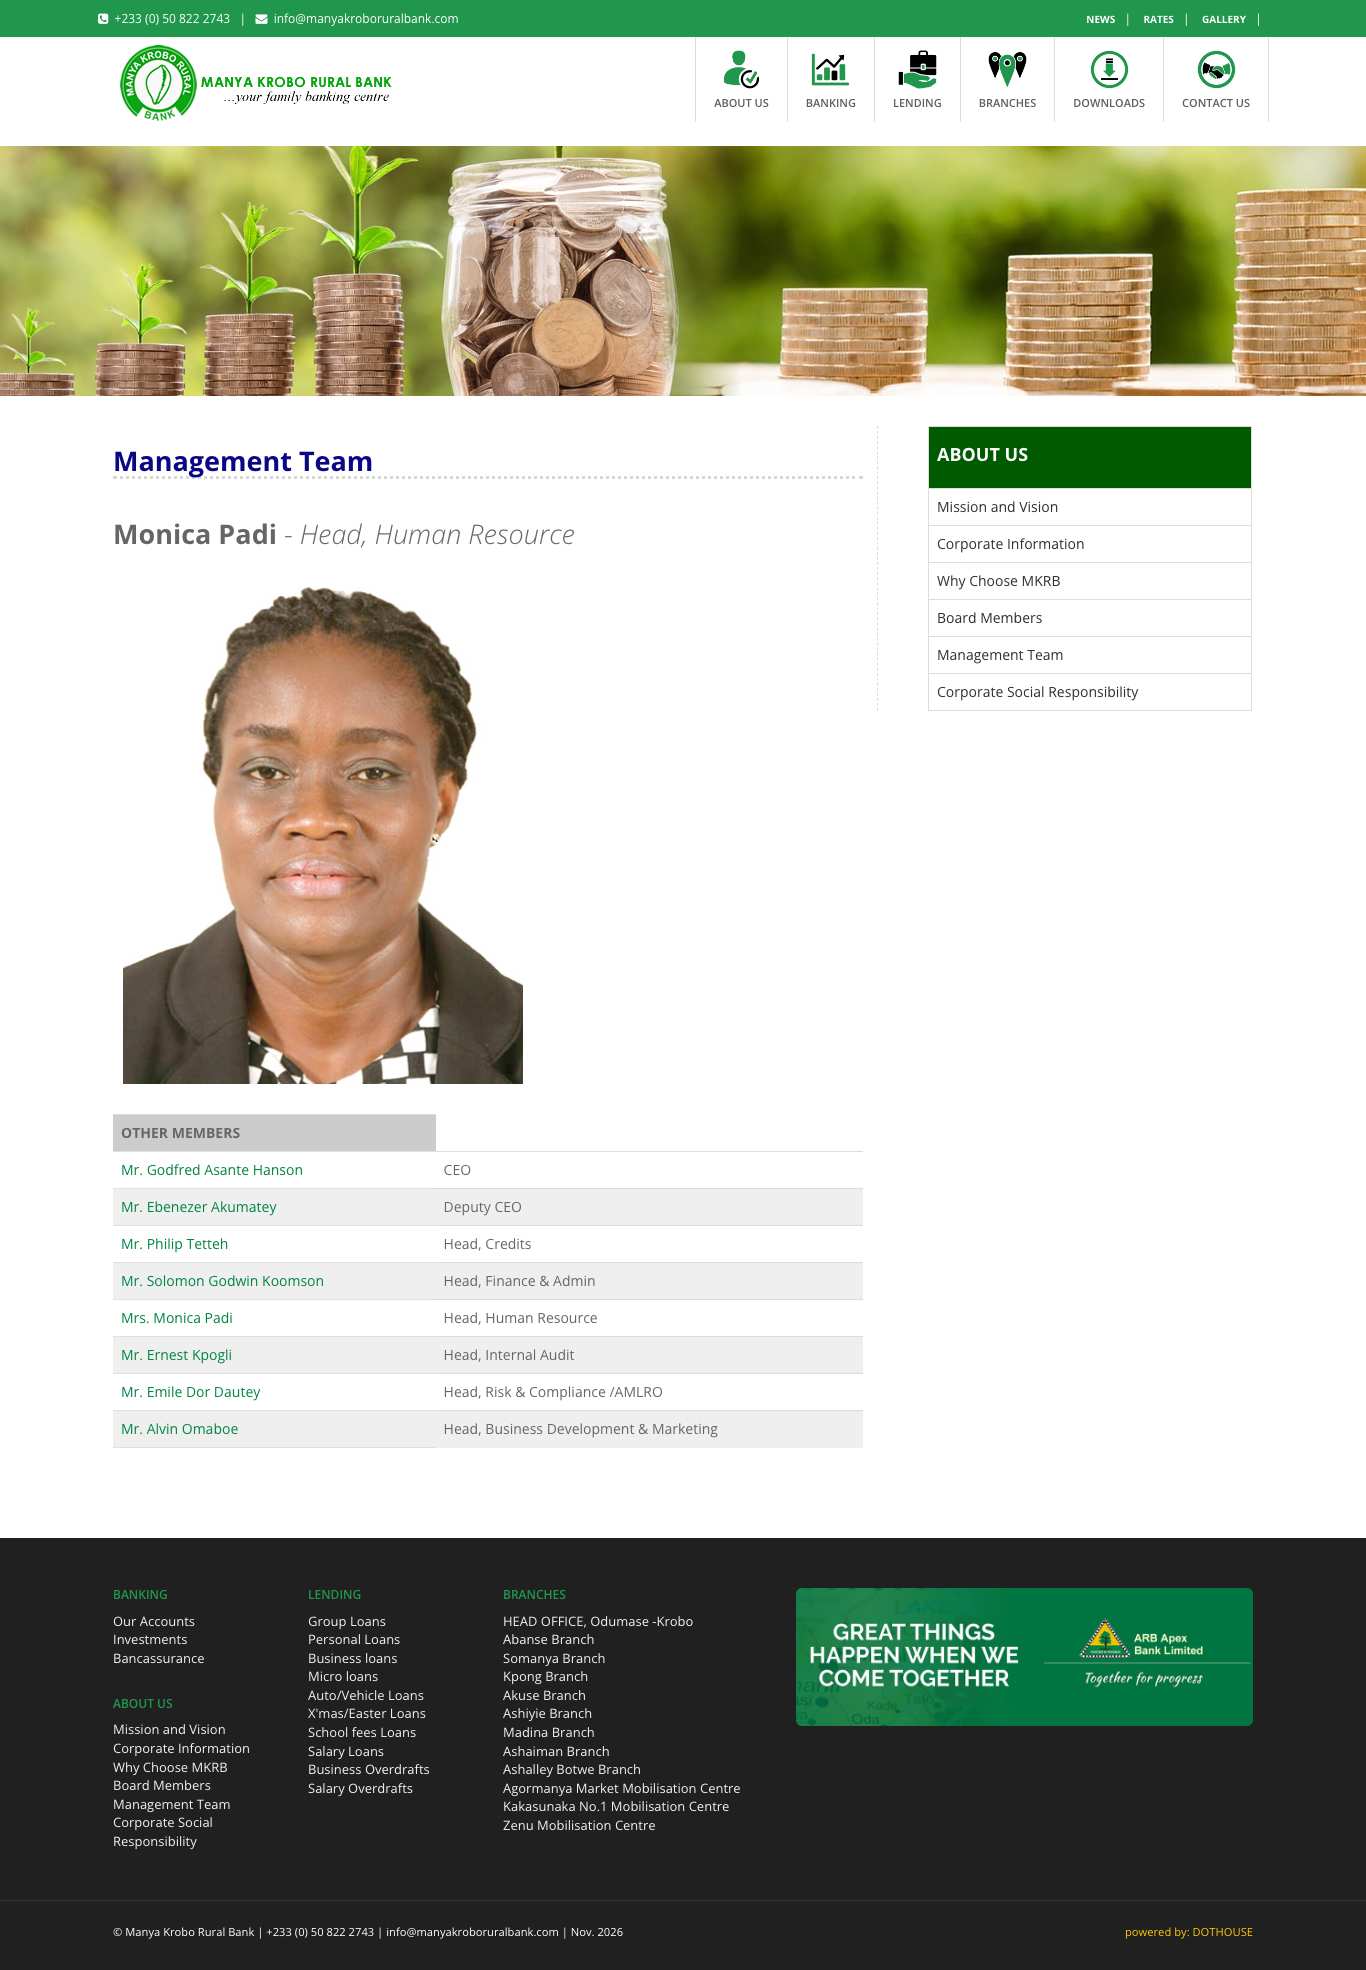 +233 (0) 50 822 2743 | info@manyakroboruralbank.com
NEWS | RATES | GALLERY |
MANYA KROBO RURAL BANK
MANYA KROBO RURAL BANK
...your family banking centre
ABOUT US
BANKING
LENDING
BRANCHES
DOWNLOADS
CONTACT US
Management Team
Monica Padi - Head, Human Resource
ABOUT US
Mission and Vision
Corporate Information
Why Choose MKRB
Board Members
Management Team
Corporate Social Responsibility
OTHER MEMBERS
Mr. Godfred Asante Hanson CEO
Mr. Ebenezer Akumatey Deputy CEO
Mr. Philip Tetteh Head, Credits
Mr. Solomon Godwin Koomson Head, Finance & Admin
Mrs. Monica Padi Head, Human Resource
Mr. Ernest Kpogli Head, Internal Audit
Mr. Emile Dor Dautey Head, Risk & Compliance /AMLRO
Mr. Alvin Omaboe Head, Business Development & Marketing
BANKING
Our Accounts
Investments
Bancassurance
ABOUT US
Mission and Vision
Corporate Information
Why Choose MKRB
Board Members
Management Team
Corporate Social
Responsibility
LENDING
Group Loans
Personal Loans
Business loans
Micro loans
Auto/Vehicle Loans
X'mas/Easter Loans
School fees Loans
Salary Loans
Business Overdrafts
Salary Overdrafts
BRANCHES
HEAD OFFICE, Odumase -Krobo
Abanse Branch
Somanya Branch
Kpong Branch
Akuse Branch
Ashiyie Branch
Madina Branch
Ashaiman Branch
Ashalley Botwe Branch
Agormanya Market Mobilisation Centre
Kakasunaka No.1 Mobilisation Centre
Zenu Mobilisation Centre
LAKE
GREAT THINGS
HAPPEN WHEN WE
COME TOGETHER
Oda
ARB Apex
Bank Limited
Together for progress
© Manya Krobo Rural Bank | +233 (0) 50 822 2743 | info@manyakroboruralbank.com | Nov. 2026
powered by: DOTHOUSE